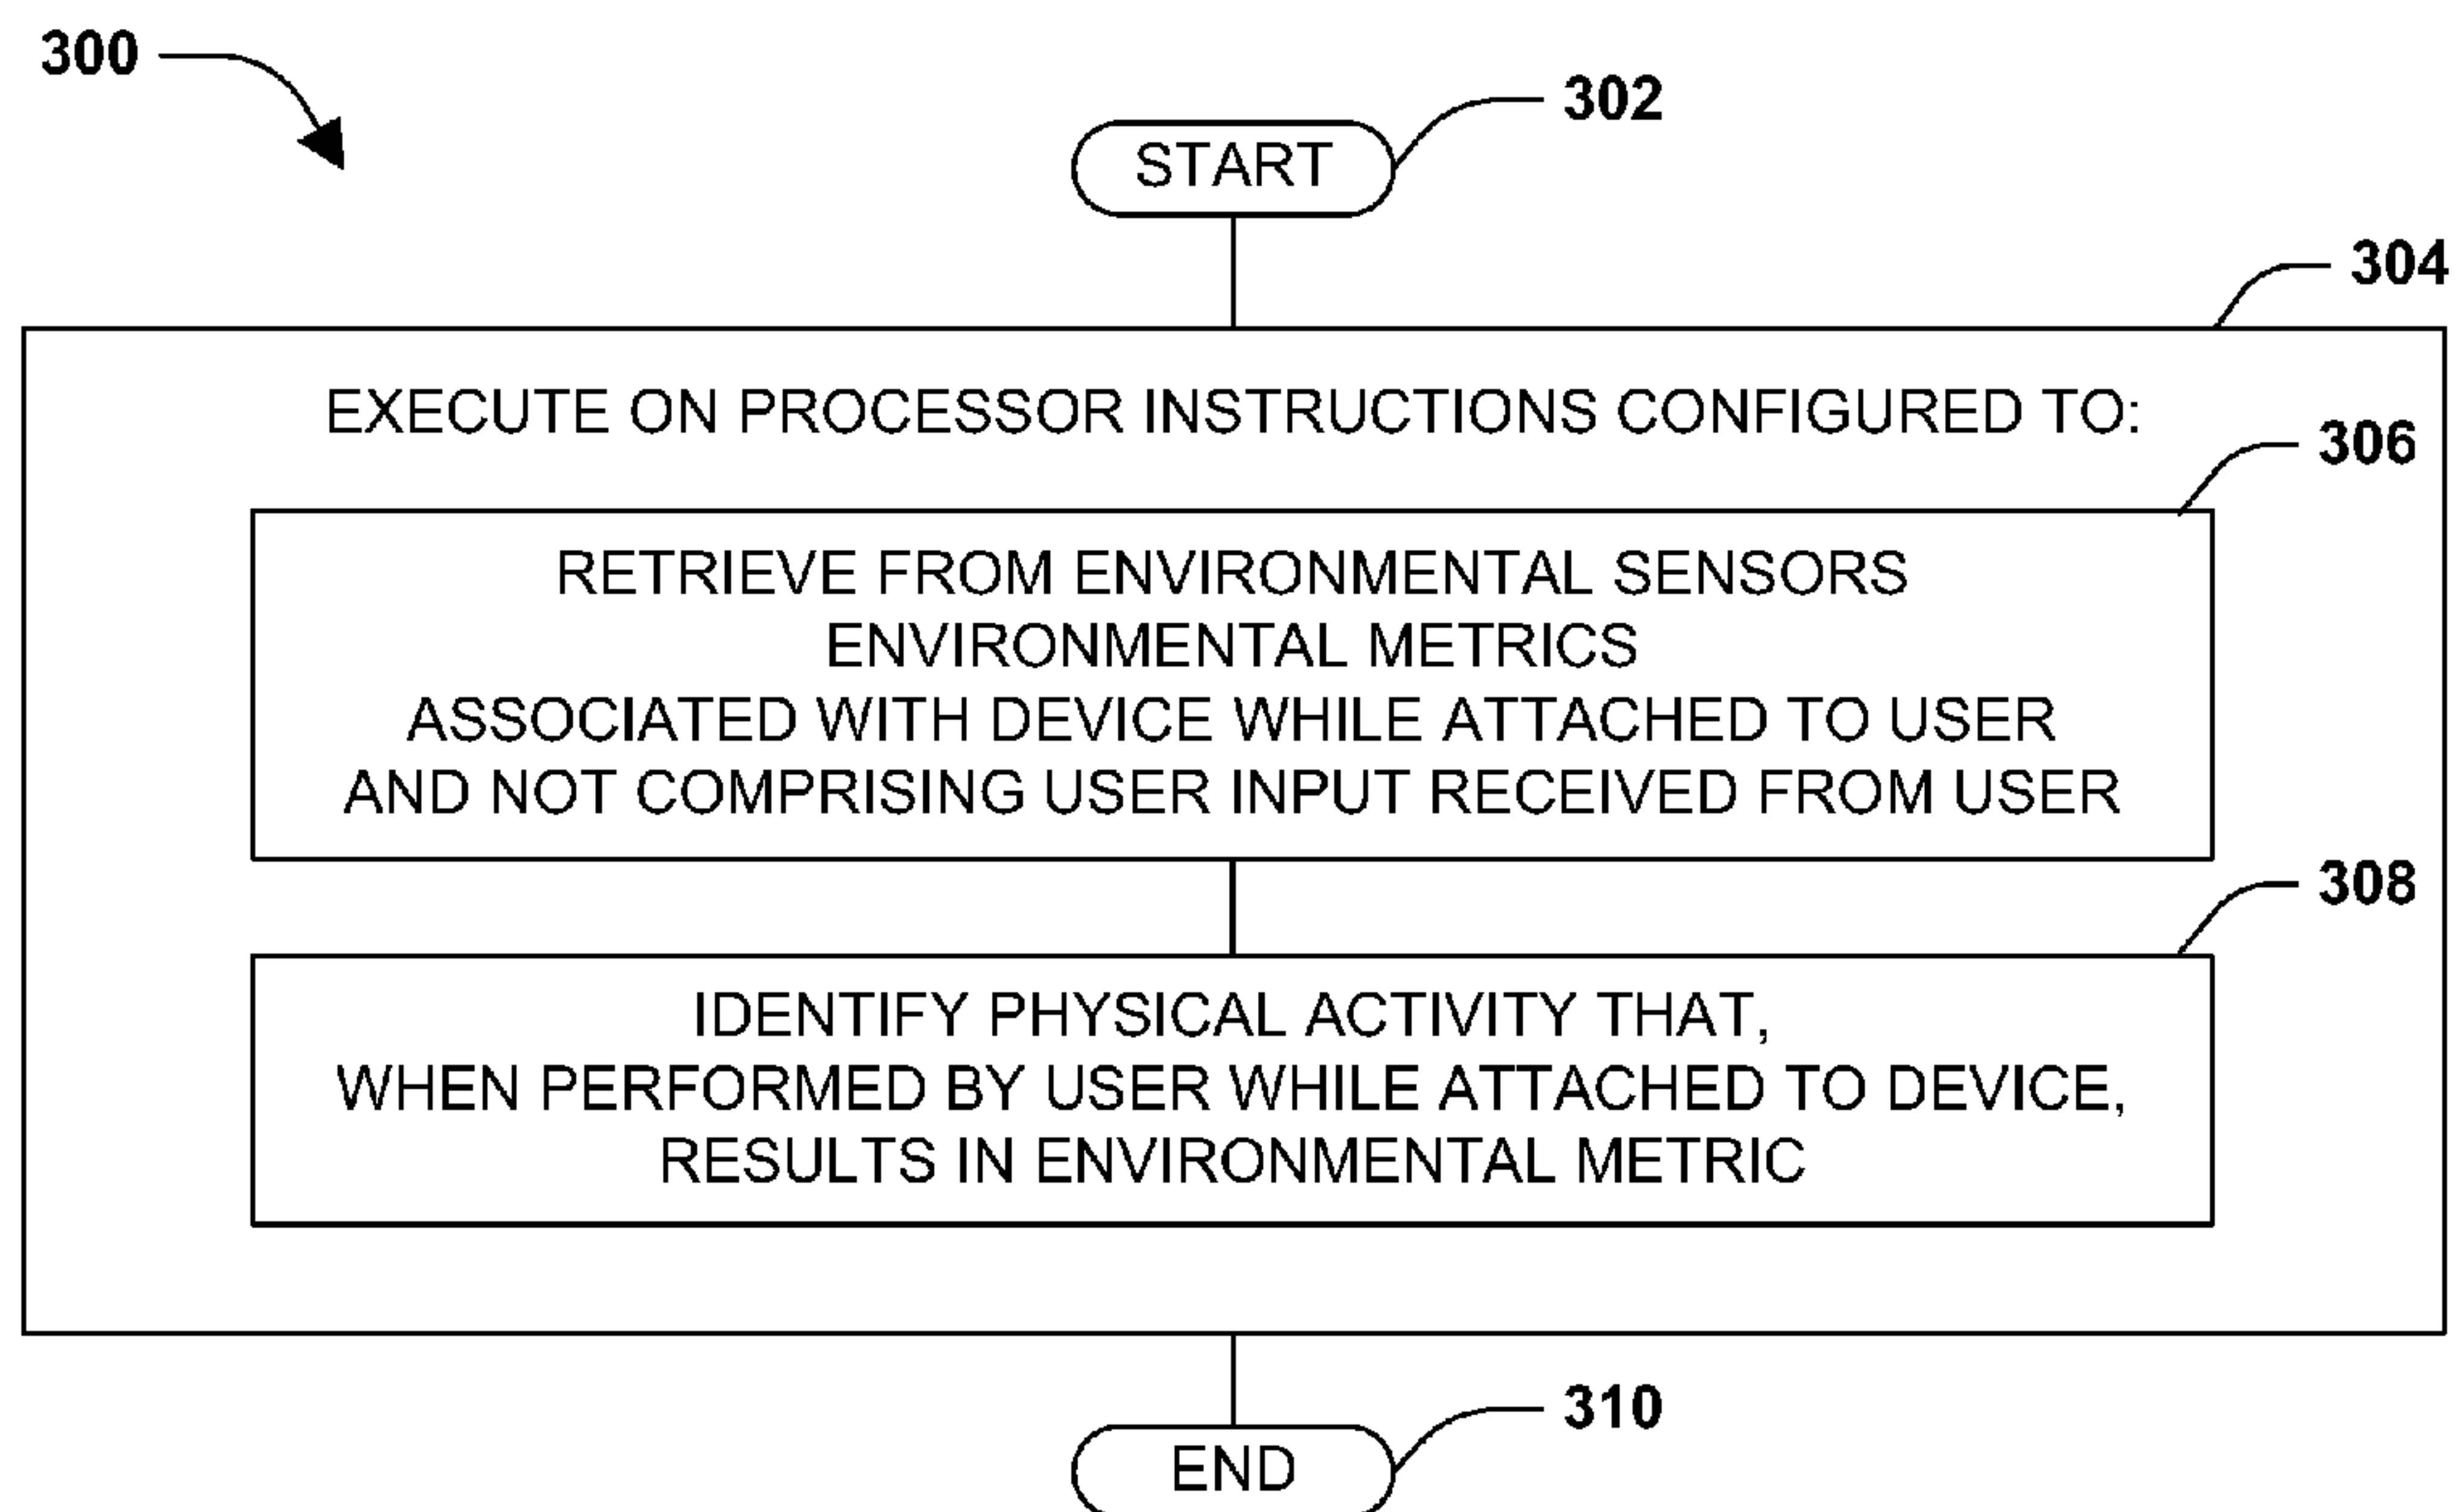 300
302
START
304
EXECUTE ON PROCESSOR INSTRUCTIONS CONFIGURED TO:
306
RETRIEVE FROM ENVIRONMENTAL SENSORS
ENVIRONMENTAL METRICS
ASSOCIATED WITH DEVICE WHILE ATTACHED TO USER
AND NOT COMPRISING USER INPUT RECEIVED FROM USER
308
IDENTIFY PHYSICAL ACTIVITY THAT,
WHEN PERFORMED BY USER WHILE ATTACHED TO DEVICE,
RESULTS IN ENVIRONMENTAL METRIC
310
END